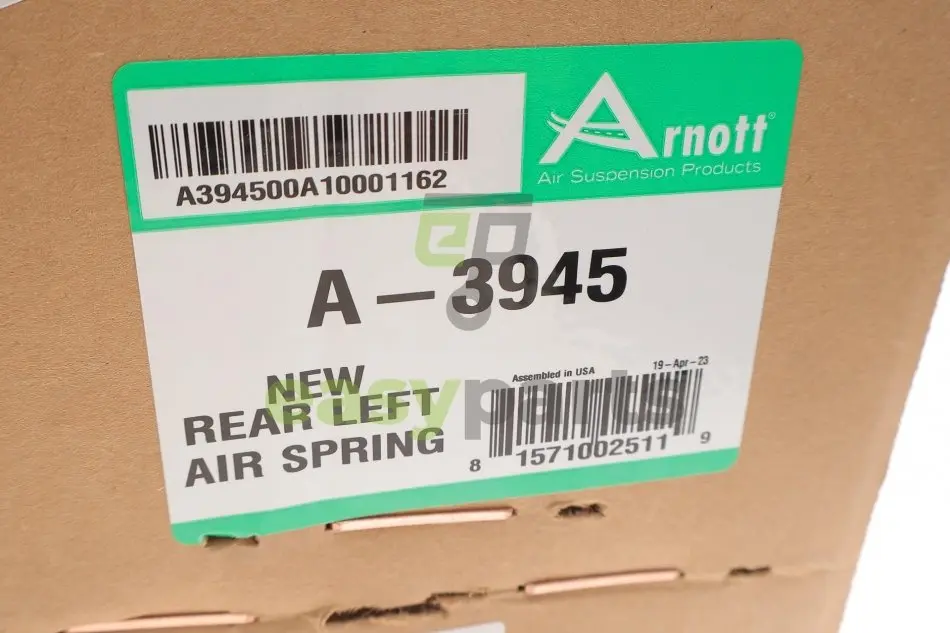 A394500A10001162
Arnott®
Air Suspension Products
A-3945
NEW
REAR LEFT
AIR SPRING
Assembled in USA
19-Apr-23
8 1571002511 9
easyparts